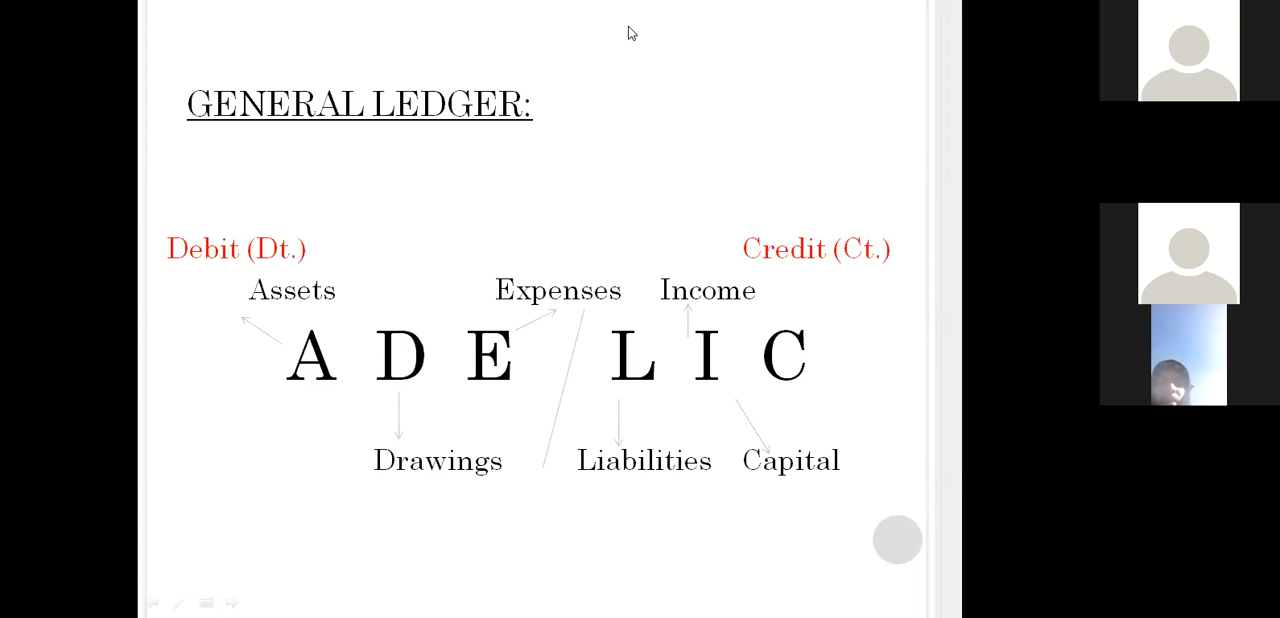 GENERAL LEDGER:
Debit (Dt.) Credit (Ct.)
Assets Expenses Income
A D E L I C
Drawings Liabilities Capital